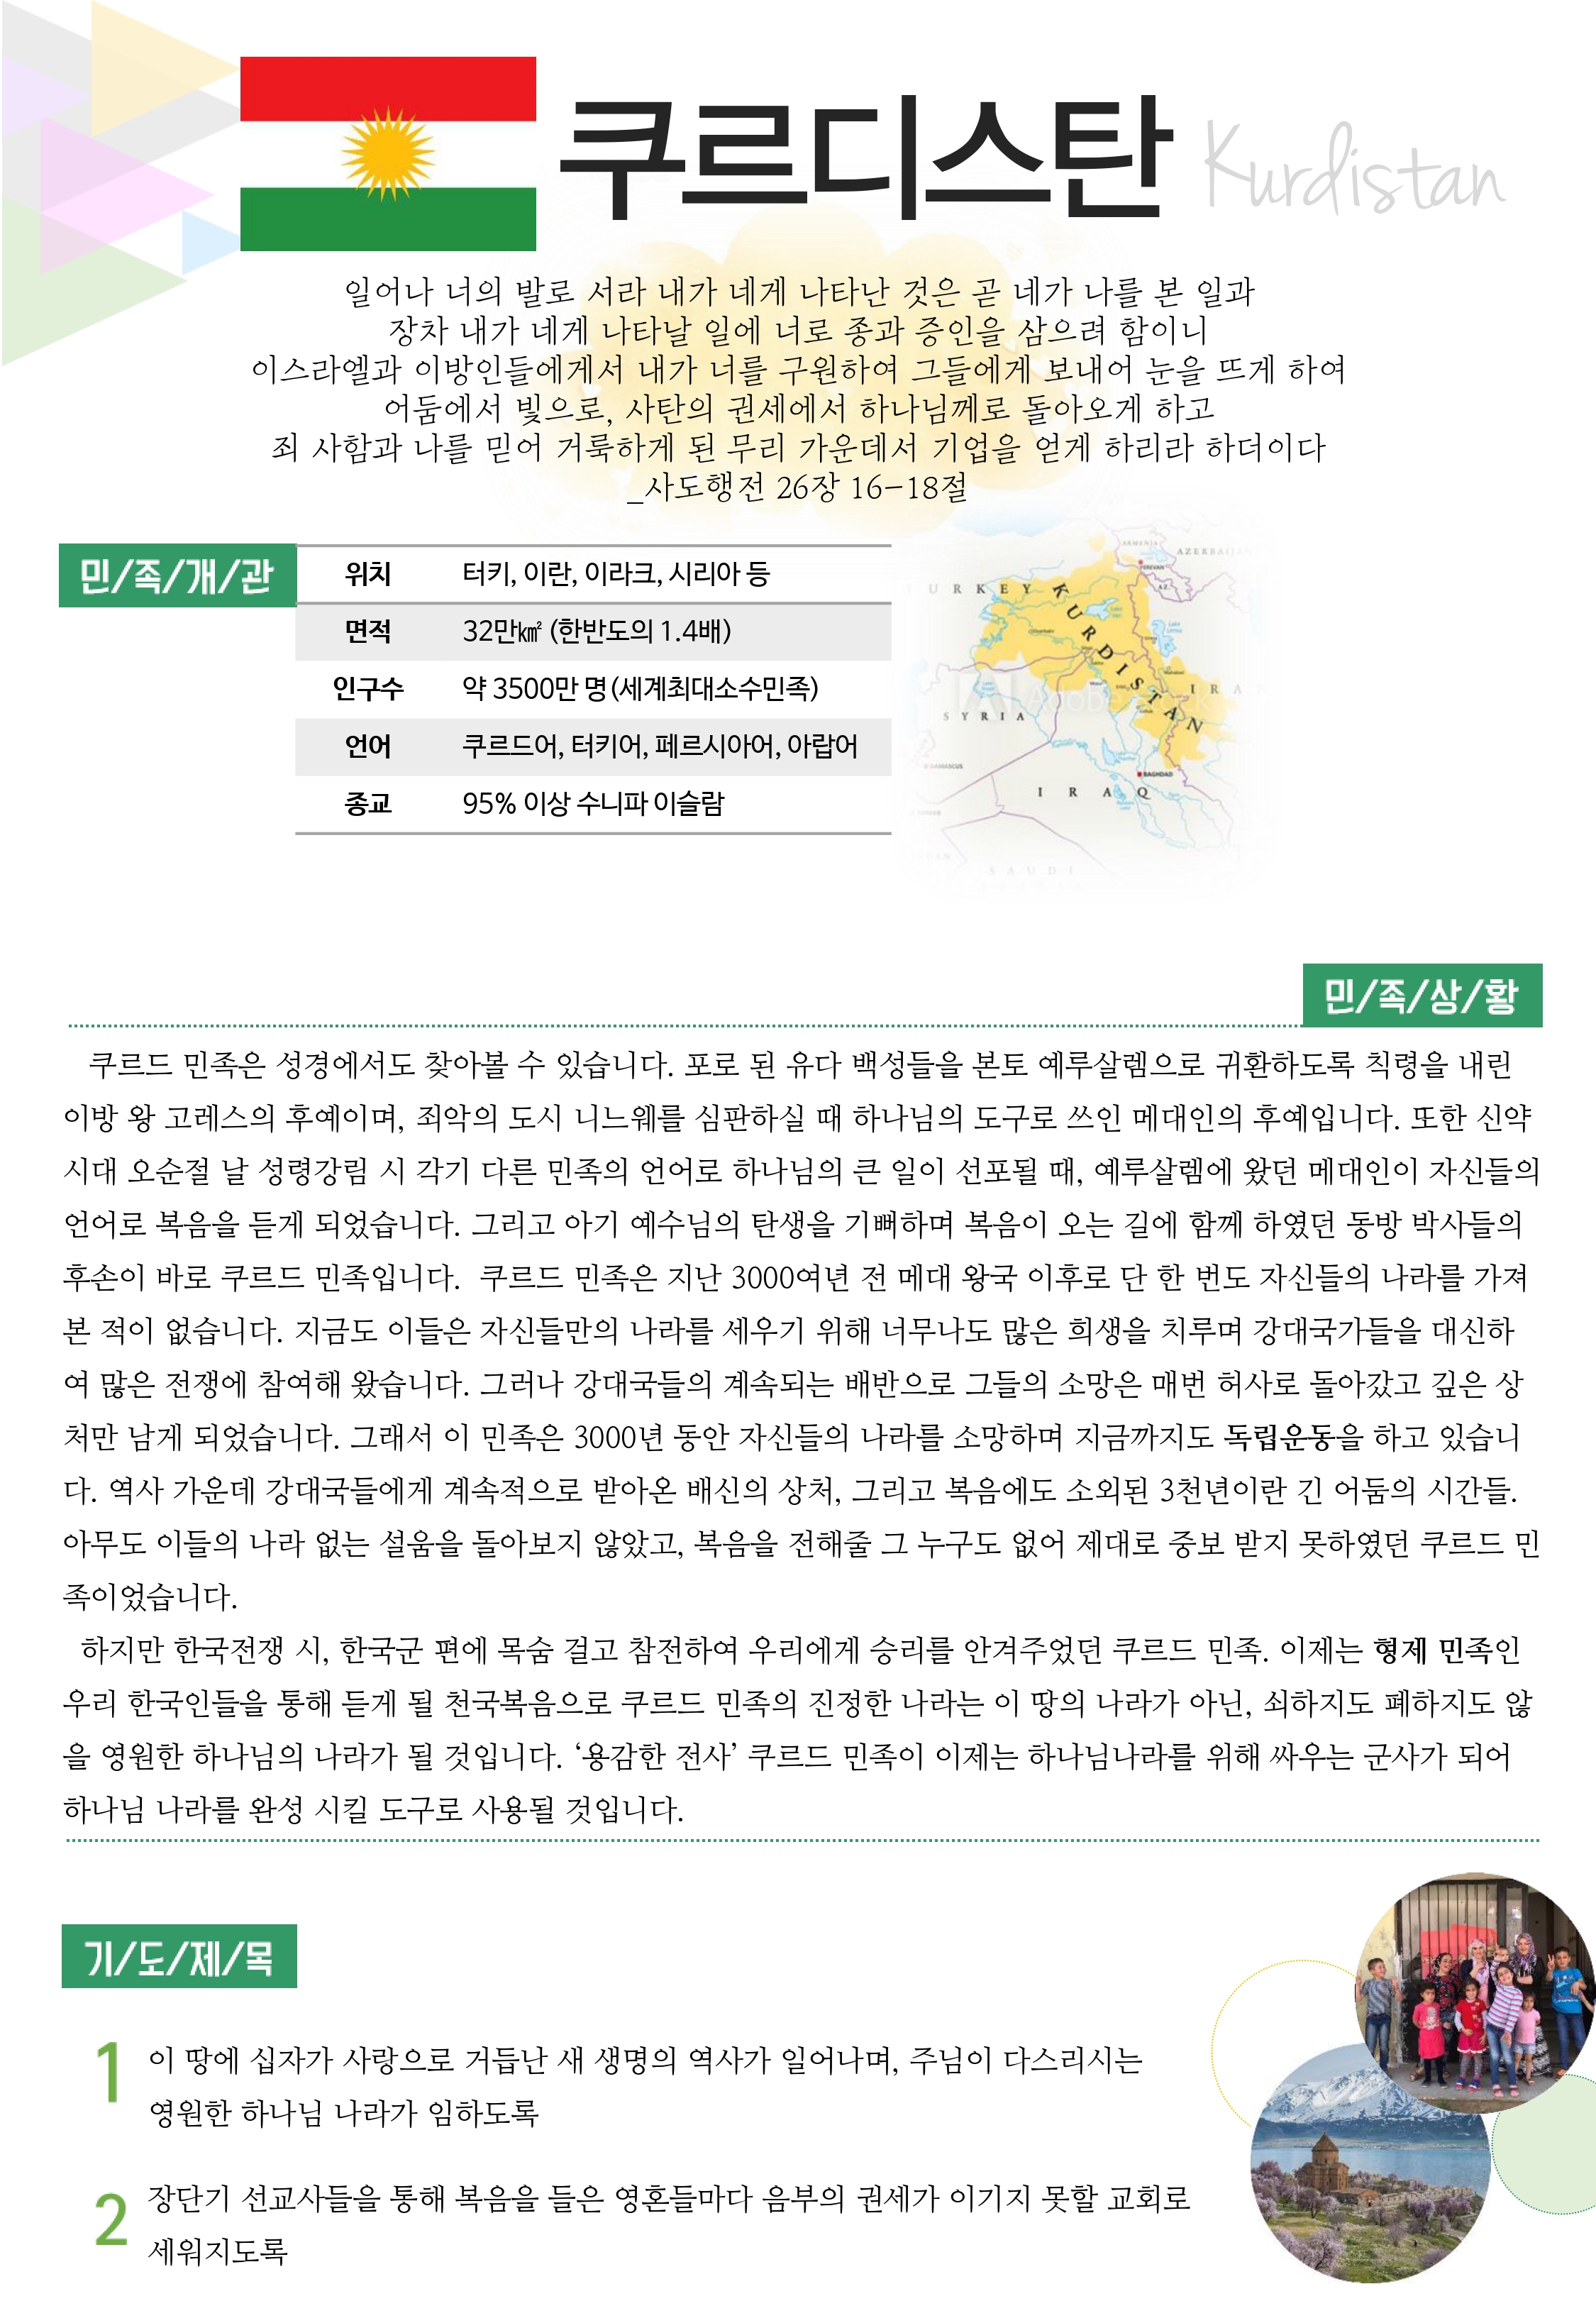 쿠르디스탄 Kurdistan
일어나 너의 발로 서라 내가 네게 나타난 것은 곧 네가 나를 본 일과
장차 내가 네게 나타날 일에 너로 종과 증인을 삼으려 함이니
이스라엘과 이방인들에게서 내가 너를 구원하여 그들에게 보내어 눈을 뜨게 하여
어둠에서 빛으로, 사탄의 권세에서 하나님께로 돌아오게 하고
죄 사함과 나를 믿어 거룩하게 된 무리 가운데서 기업을 얻게 하리라 하더이다
_사도행전 26장 16-18절
민/족/개/관
위치 터키, 이란, 이라크, 시리아 등
면적 32만㎢ (한반도의 1.4배)
인구수 약 3500만 명(세계최대소수민족)
언어 쿠르드어, 터키어, 페르시아어, 아랍어
종교 95% 이상 수니파 이슬람
ARMENIA
YEREVAN
URKEY
KURDISTAN
IRA
SYRIA
DAMASCUS
BAGHDAD
IRAQ
SAUDI
민/족/상/황
쿠르드 민족은 성경에서도 찾아볼 수 있습니다. 포로 된 유다 백성들을 본토 예루살렘으로 귀환하도록 칙령을 내린
이방 왕 고레스의 후예이며, 죄악의 도시 니느웨를 심판하실 때 하나님의 도구로 쓰인 메대인의 후예입니다. 또한 신약
시대 오순절 날 성령강림 시 각기 다른 민족의 언어로 하나님의 큰 일이 선포될 때, 예루살렘에 왔던 메대인이 자신들의
언어로 복음을 듣게 되었습니다. 그리고 아기 예수님의 탄생을 기뻐하며 복음이 오는 길에 함께 하였던 동방 박사들의
후손이 바로 쿠르드 민족입니다. 쿠르드 민족은 지난 3000여년 전 메대 왕국 이후로 단 한 번도 자신들의 나라를 가져
본 적이 없습니다. 지금도 이들은 자신들만의 나라를 세우기 위해 너무나도 많은 희생을 치루며 강대국가들을 대신하
여 많은 전쟁에 참여해 왔습니다. 그러나 강대국들의 계속되는 배반으로 그들의 소망은 매번 허사로 돌아갔고 깊은 상
처만 남게 되었습니다. 그래서 이 민족은 3000년 동안 자신들의 나라를 소망하며 지금까지도 독립운동을 하고 있습니
다. 역사 가운데 강대국들에게 계속적으로 받아온 배신의 상처, 그리고 복음에도 소외된 3천년이란 긴 어둠의 시간들.
아무도 이들의 나라 없는 설움을 돌아보지 않았고, 복음을 전해줄 그 누구도 없어 제대로 중보 받지 못하였던 쿠르드 민
족이었습니다.
하지만 한국전쟁 시, 한국군 편에 목숨 걸고 참전하여 우리에게 승리를 안겨주었던 쿠르드 민족. 이제는 형제 민족인
우리 한국인들을 통해 듣게 될 천국복음으로 쿠르드 민족의 진정한 나라는 이 땅의 나라가 아닌, 쇠하지도 폐하지도 않
을 영원한 하나님의 나라가 될 것입니다. ‘용감한 전사’ 쿠르드 민족이 이제는 하나님나라를 위해 싸우는 군사가 되어
하나님 나라를 완성 시킬 도구로 사용될 것입니다.
기/도/제/목
1 이 땅에 십자가 사랑으로 거듭난 새 생명의 역사가 일어나며, 주님이 다스리시는
영원한 하나님 나라가 임하도록
2 장단기 선교사들을 통해 복음을 들은 영혼들마다 음부의 권세가 이기지 못할 교회로
세워지도록